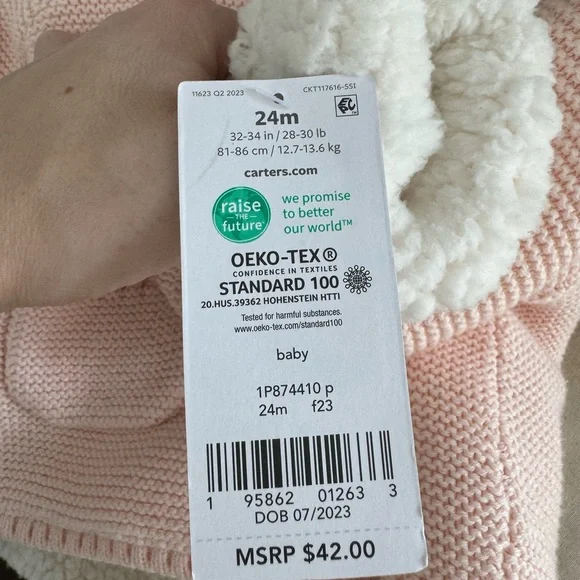 11623 Q2 2023 CKT117616-SSI
24m
32-34 in / 28-30 lb
81-86 cm / 12.7-13.6 kg
carters.com
raise
THE
future
we promise
to better
our world™
OEKO-TEX®
CONFIDENCE IN TEXTILES
STANDARD 100
20.HUS.39362 HOHENSTEIN HTTI
Tested for harmful substances.
www.oeko-tex.com/standard100
baby
1P874410 p
24m f23
1 95862 01263 3
DOB 07/2023
MSRP $42.00